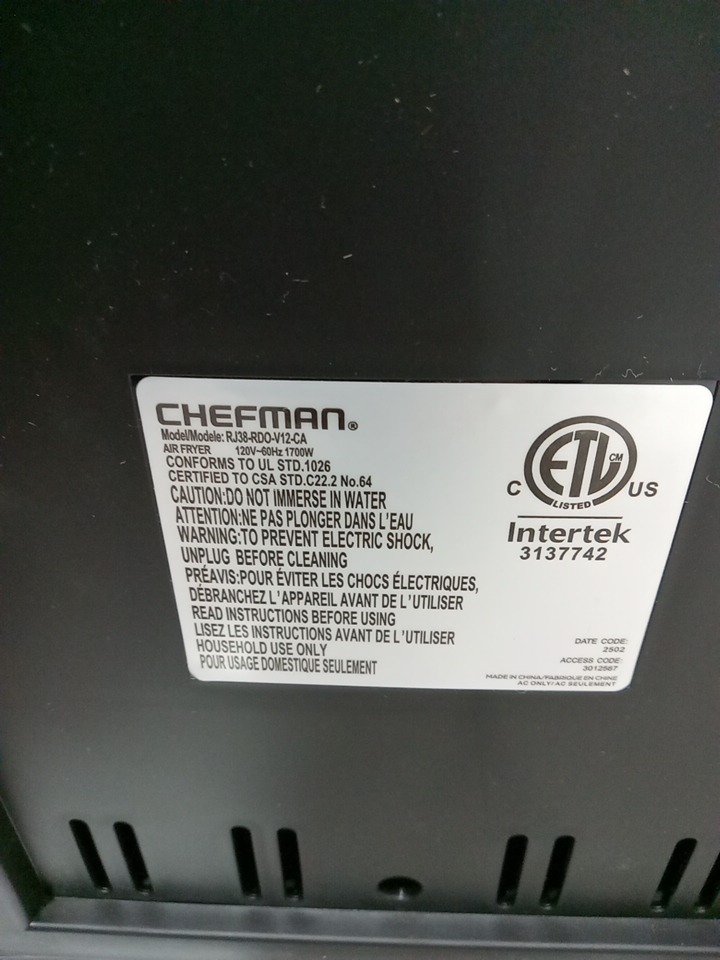 CHEFMAN®
Model/Modele: RJ38-RDO-V12-CA
AIR FRYER 120V~60Hz 1700W
CONFORMS TO UL STD.1026
CERTIFIED TO CSA STD.C22.2 No.64
CAUTION:DO NOT IMMERSE IN WATER
ATTENTION:NE PAS PLONGER DANS L'EAU
WARNING:TO PREVENT ELECTRIC SHOCK,
UNPLUG BEFORE CLEANING
PRÉAVIS:POUR ÉVITER LES CHOCS ÉLECTRIQUES,
DÉBRANCHEZ L'APPAREIL AVANT DE L'UTILISER
READ INSTRUCTIONS BEFORE USING
LISEZ LES INSTRUCTIONS AVANT DE L'UTILISER
HOUSEHOLD USE ONLY
POUR USAGE DOMESTIQUE SEULEMENT
ETL CM
LISTED
C US
Intertek
3137742
DATE CODE:
2502
ACCESS CODE:
3012567
MADE IN CHINA/FABRIQUE EN CHINE
AC ONLY/AC SEULEMENT